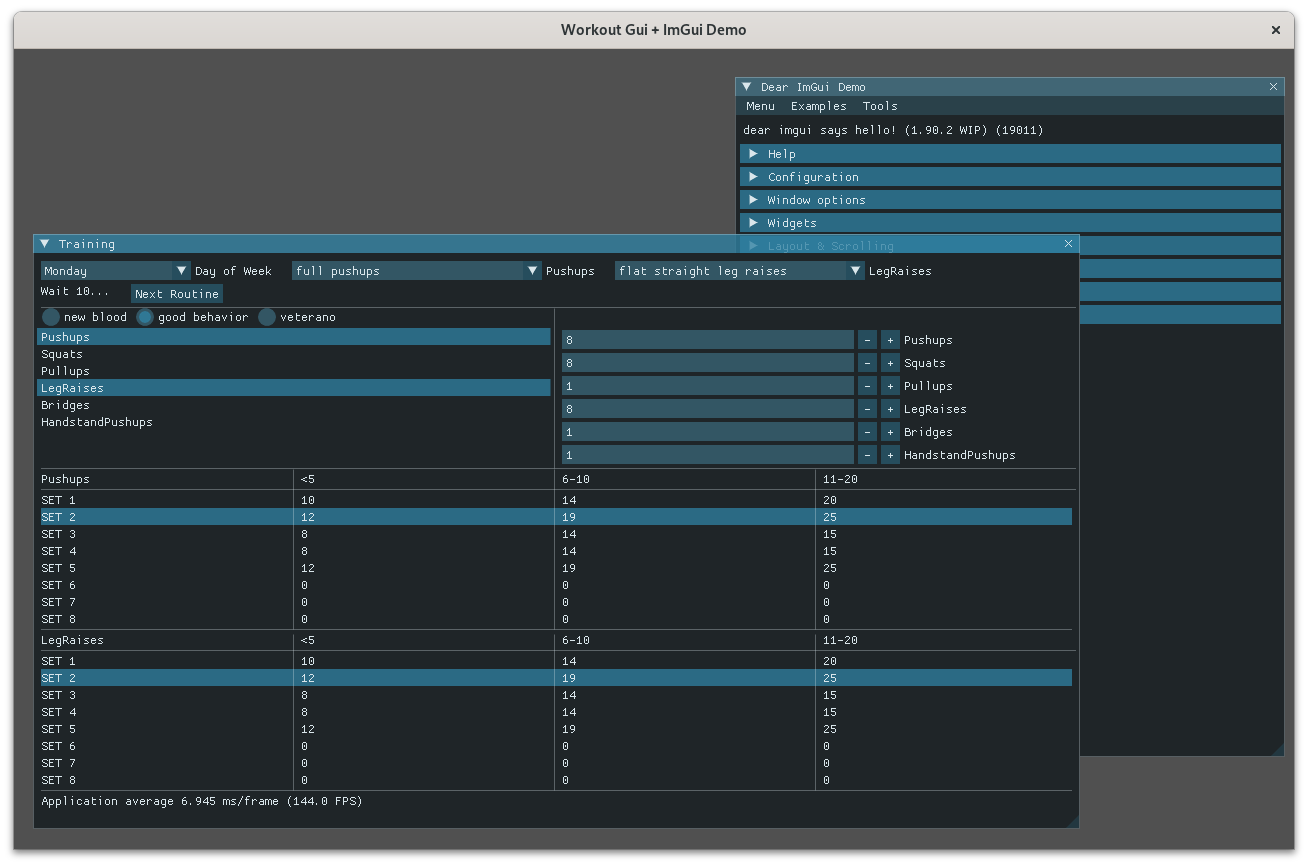 Workout Gui + ImGui Demo
Dear ImGui Demo
Menu Examples Tools
dear imgui says hello! (1.90.2 WIP) (19011)
Help
Configuration
Window options
Widgets
Layout & Scrolling
Training
Monday Day of Week full pushups Pushups flat straight leg raises LegRaises
Wait 10... Next Routine
new blood good behavior veterano
Pushups
Squats
Pullups
LegRaises
Bridges
HandstandPushups
8 - + Pushups
8 - + Squats
1 - + Pullups
8 - + LegRaises
1 - + Bridges
1 - + HandstandPushups
Pushups <5 6-10 11-20
SET 1 10 14 20
SET 2 12 19 25
SET 3 8 14 15
SET 4 8 14 15
SET 5 12 19 25
SET 6 0 0 0
SET 7 0 0 0
SET 8 0 0 0
LegRaises <5 6-10 11-20
SET 1 10 14 20
SET 2 12 19 25
SET 3 8 14 15
SET 4 8 14 15
SET 5 12 19 25
SET 6 0 0 0
SET 7 0 0 0
SET 8 0 0 0
Application average 6.945 ms/frame (144.0 FPS)